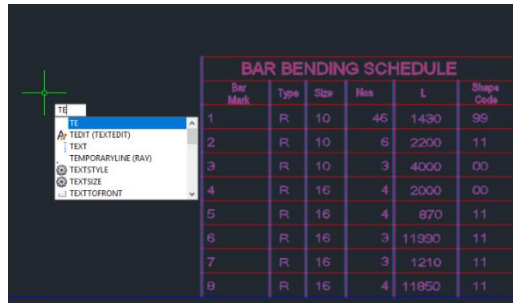 TE
TE
TEDIT (TEXTEDIT)
TEXT
TEMPORARYLINE (RAY)
TEXTSTYLE
TEXTSIZE
TEXTTOFRONT
BAR BENDING SCHEDULE
Bar Mark Type Size Nos L Shape Code
1 R 10 46 1430 99
2 R 10 6 2200 11
3 R 10 3 4000 00
4 R 16 4 2000 00
5 R 16 4 870 11
6 R 16 3 11990 11
7 R 16 3 1210 11
8 R 16 4 11850 11